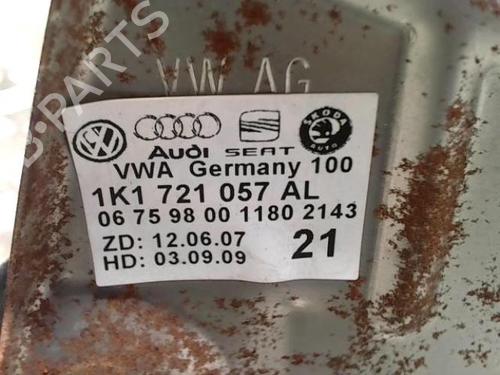 B-PARTS
VW AG
Audi SEAT ŠKODA AUTO
VWA Germany 100
1K1 721 057 AL
06 75 98 00 1180 2143
ZD: 12.06.07
HD: 03.09.09 21